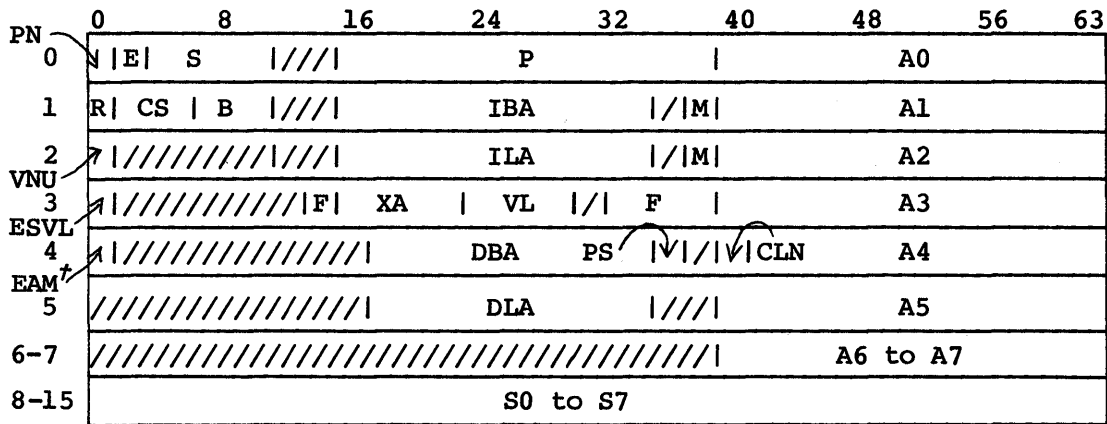 0 8 16 24 32 40 48 56 63
PN
0 |E| S |///| P | A0
1 R| CS | B |///| IBA |/|M| A1
2 |/////////|///| ILA |/|M| A2
VNU
3 |///////////|F| XA | VL |/| F | A3
ESVL
4 |///////////////| DBA PS | |/| |CLN A4
EAM†
5 /////////////////| DLA |///| A5
6-7 //////////////////////////////////////| A6 to A7
8-15 S0 to S7